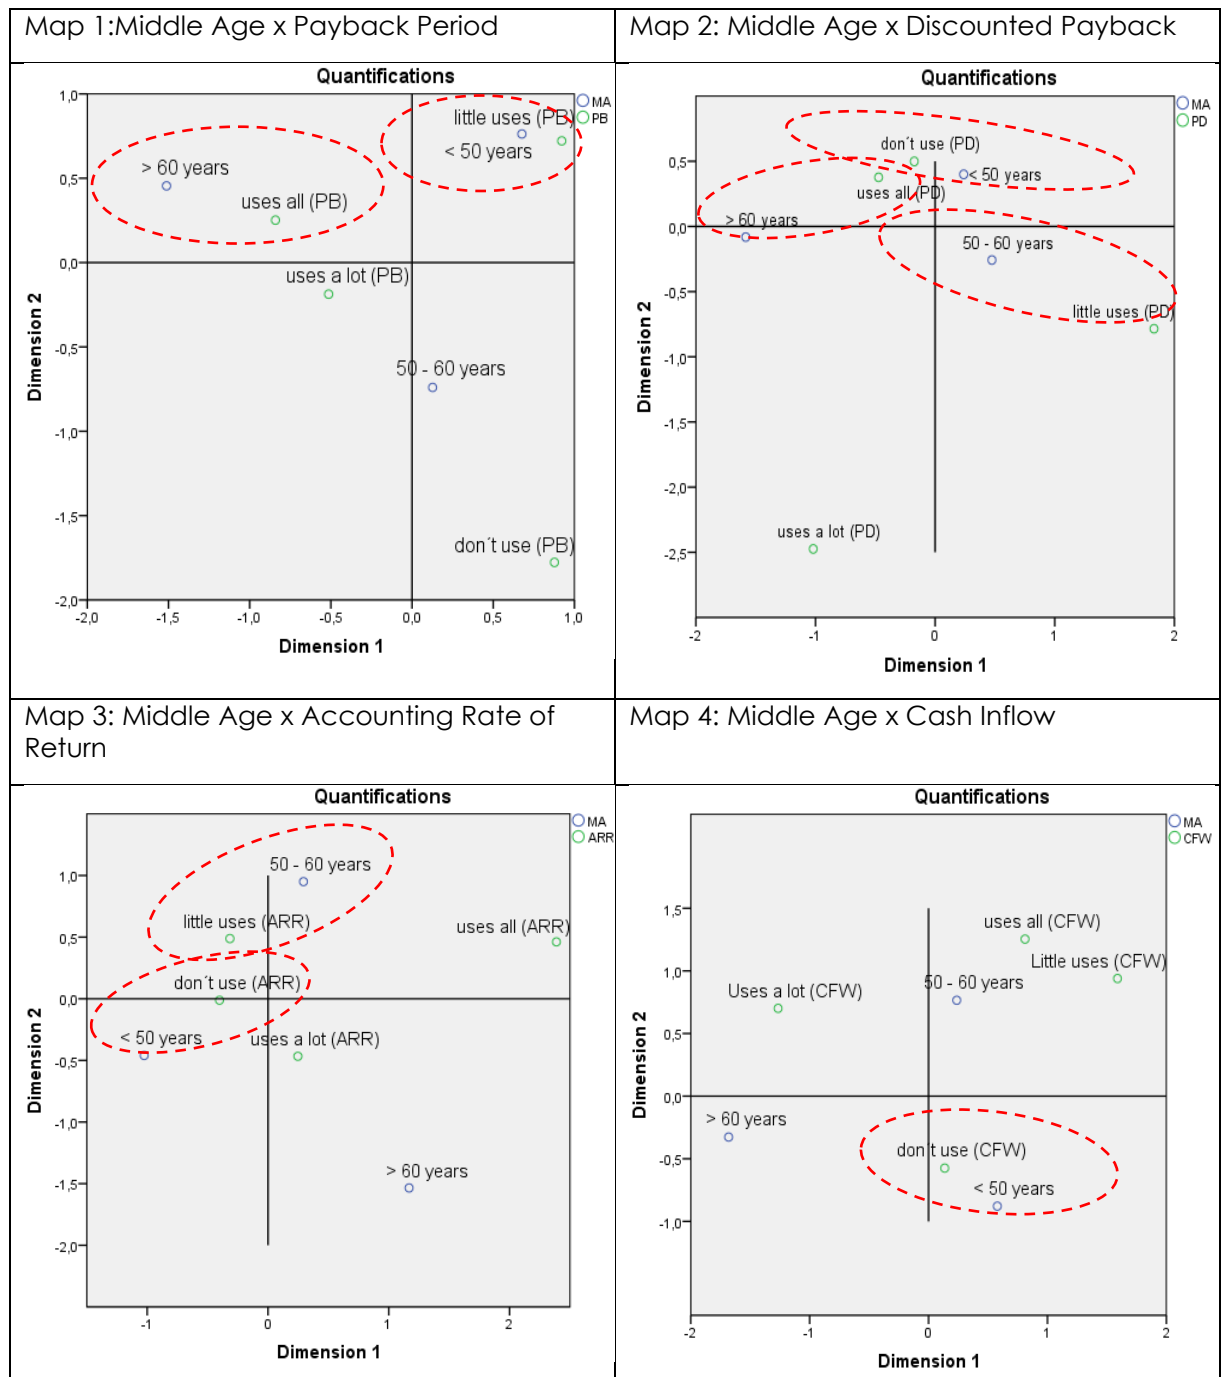 Map 1:Middle Age x Payback Period
Quantifications
MA
PB
1,0
0,5
0,0
-0,5
-1,0
-1,5
-2,0
Dimension 2
little uses (PB)
< 50 years
> 60 years
uses all (PB)
uses a lot (PB)
50 - 60 years
don´t use (PB)
-2,0 -1,5 -1,0 -0,5 0,0 0,5 1,0
Dimension 1
Map 2: Middle Age x Discounted Payback
Quantifications
MA
PD
0,5
0,0
-0,5
-1,0
-1,5
-2,0
-2,5
Dimension 2
don´t use (PD)
< 50 years
uses all (PD)
> 60 years
50 - 60 years
little uses (PD)
uses a lot (PD)
-2 -1 0 1 2
Dimension 1
Map 3: Middle Age x Accounting Rate of
Return
Quantifications
MA
ARR
1,0
0,5
0,0
-0,5
-1,0
-1,5
-2,0
Dimension 2
50 - 60 years
little uses (ARR)
uses all (ARR)
don´t use (ARR)
< 50 years
uses a lot (ARR)
> 60 years
-1 0 1 2
Dimension 1
Map 4: Middle Age x Cash Inflow
Quantifications
MA
CFW
1,5
1,0
0,5
0,0
-0,5
-1,0
Dimension 2
uses all (CFW)
Little uses (CFW)
50 - 60 years
Uses a lot (CFW)
> 60 years
don´t use (CFW)
< 50 years
-2 -1 0 1 2
Dimension 1